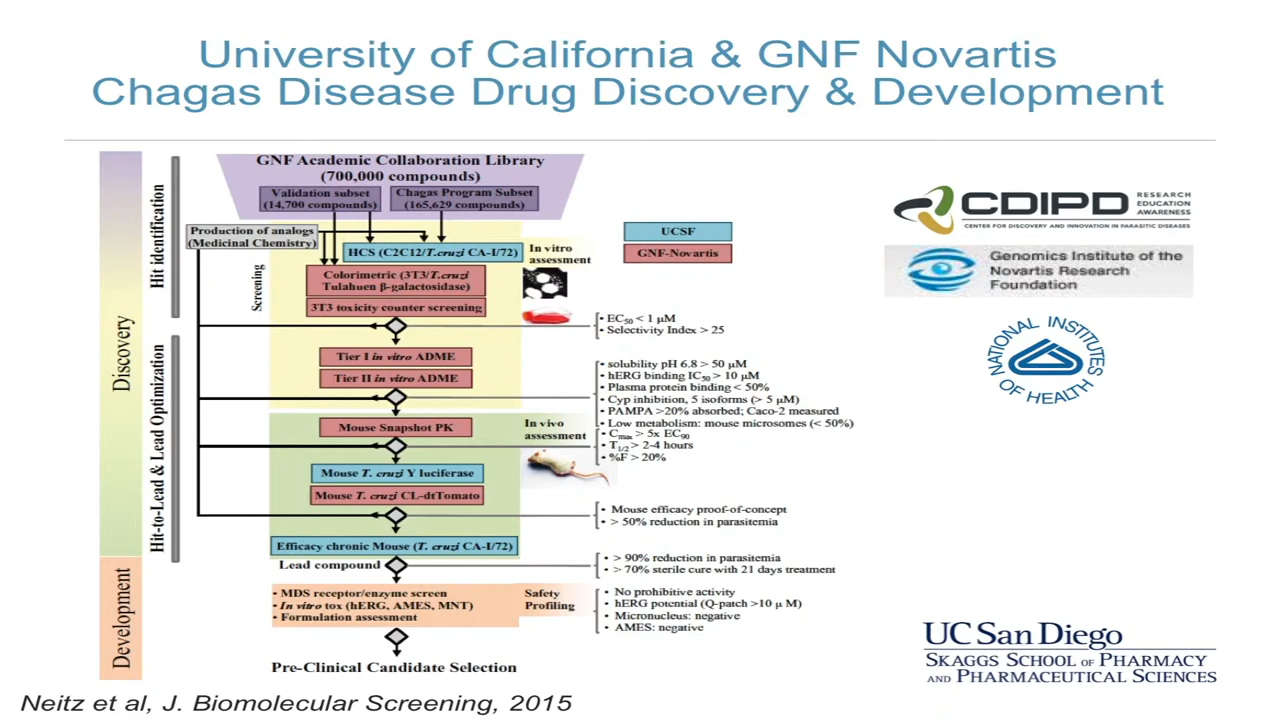 University of California & GNF Novartis
Chagas Disease Drug Discovery & Development
GNF Academic Collaboration Library
(700,000 compounds)
Validation subset
(14,700 compounds)
Chagas Program Subset
(165,629 compounds)
Production of analogs
(Medicinal Chemistry)
HCS (C2C12/T.cruzi CA-I/72)
In vitro
assessment
Colorimetric (3T3/T.cruzi
Tulahuen β-galactosidase)
3T3 toxicity counter screening
Screening
Hit identification
Discovery
UCSF
GNF-Novartis
• EC50 < 1 μM
• Selectivity Index > 25
Tier I in vitro ADME
Tier II in vitro ADME
• solubility pH 6.8 > 50 μM
• hERG binding IC50 > 10 μM
• Plasma protein binding < 50%
• Cyp inhibition, 5 isoforms (> 5 μM)
• PAMPA >20% absorbed; Caco-2 measured
• Low metabolism: mouse microsomes (< 50%)
Hit-to-Lead & Lead Optimization
Mouse Snapshot PK
In vivo
assessment
• Cmax > 5x EC90
• T1/2 > 2-4 hours
• %F > 20%
Mouse T. cruzi Y luciferase
Mouse T. cruzi CL-dtTomato
• Mouse efficacy proof-of-concept
• > 50% reduction in parasitemia
Efficacy chronic Mouse (T. cruzi CA-I/72)
Lead compound
• > 90% reduction in parasitemia
• > 70% sterile cure with 21 days treatment
Development
• MDS receptor/enzyme screen
• In vitro tox (hERG, AMES, MNT)
• Formulation assessment
Safety
Profiling
• No prohibitive activity
• hERG potential (Q-patch >10 μ M)
• Micronucleus: negative
• AMES: negative
Pre-Clinical Candidate Selection
Neitz et al, J. Biomolecular Screening, 2015
CDIPD
RESEARCH
EDUCATION
AWARENESS
CENTER FOR DISCOVERY AND INNOVATION IN PARASITIC DISEASES
Genomics Institute of the
Novartis Research
Foundation
NATIONAL INSTITUTES
OF HEALTH
UC San Diego
SKAGGS SCHOOL OF PHARMACY
AND PHARMACEUTICAL SCIENCES